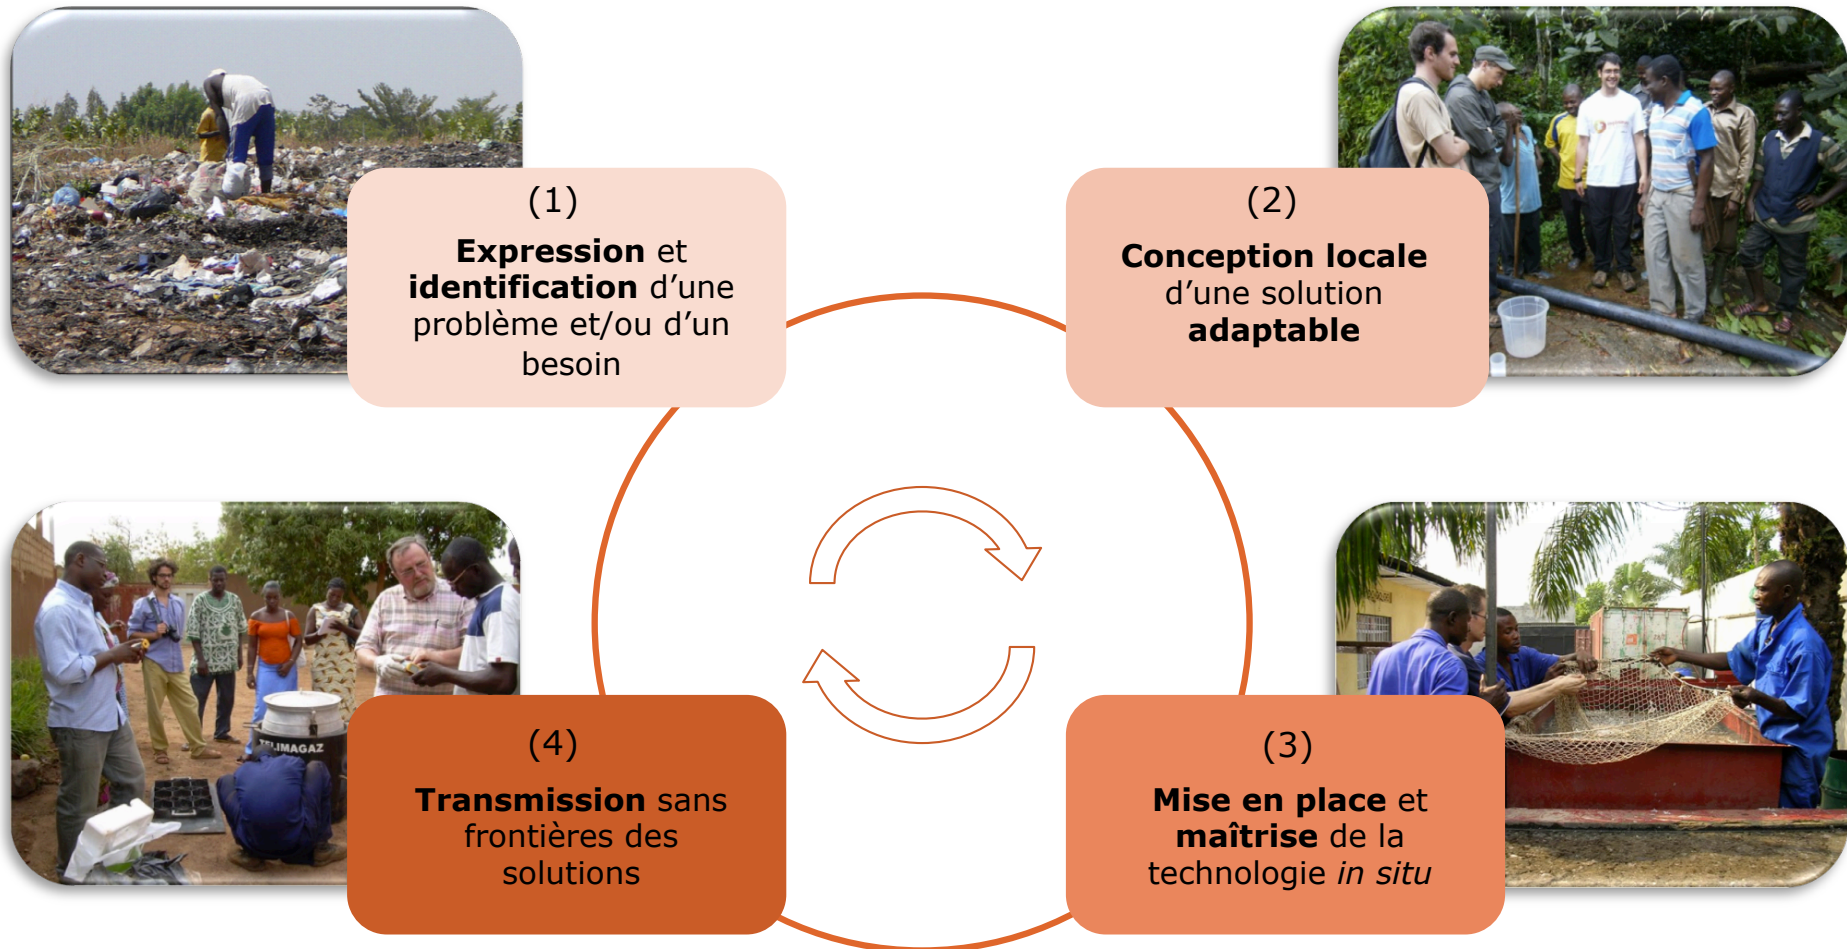 (1)
Expression et
identification d’une
problème et/ou d’un
besoin
(2)
Conception locale
d’une solution
adaptable
(4)
Transmission sans
frontières des
solutions
(3)
Mise en place et
maîtrise de la
technologie in situ
TELIMAGAZ